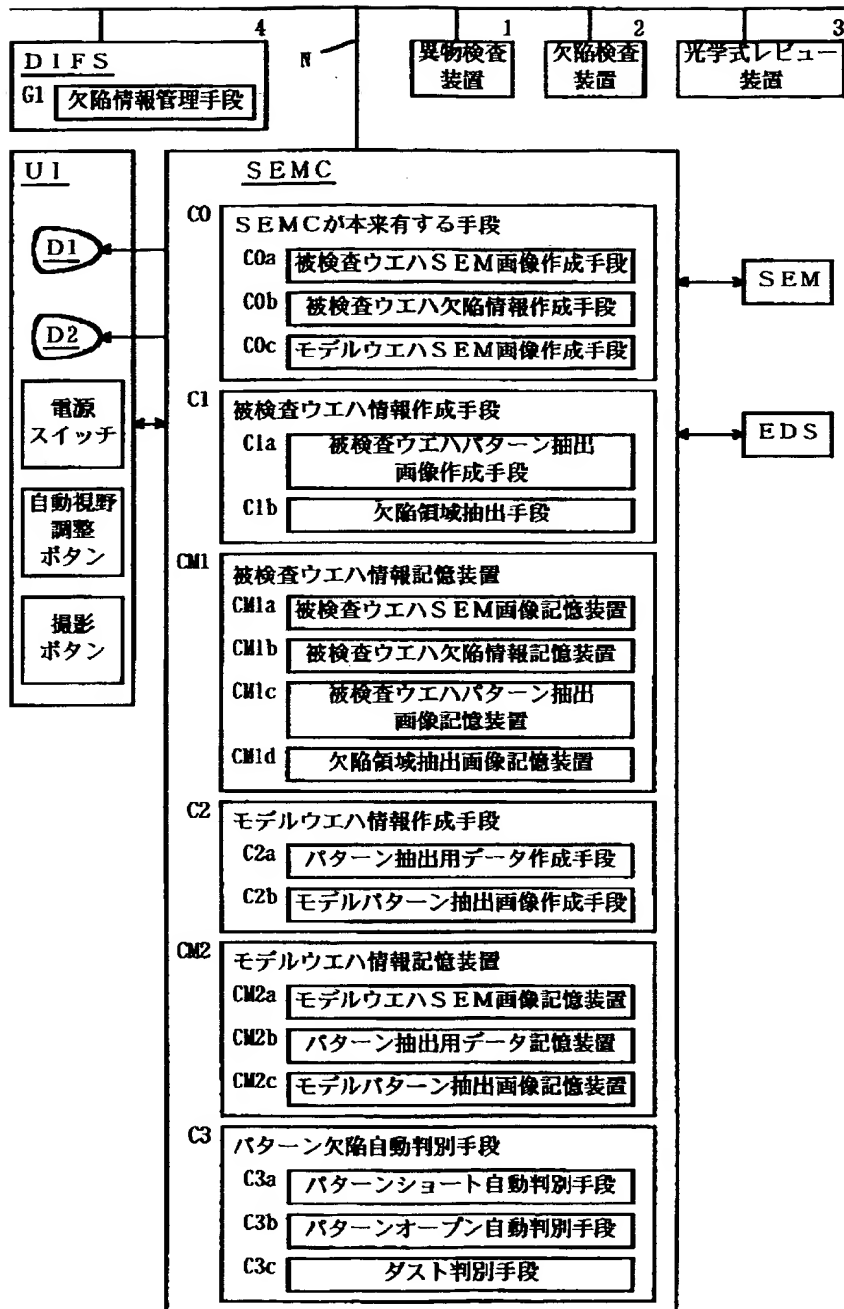 4
DIFS
G1 欠陥情報管理手段
N
1
異物検査
装置
2
欠陥検査
装置
3
光学式レビュー
装置
UI
D1
D2
電源
スイッチ
自動視野
調整
ボタン
撮影
ボタン
SEMC
C0 SEMCが本来有する手段
C0a 被検査ウエハSEM画像作成手段
C0b 被検査ウエハ欠陥情報作成手段
C0c モデルウエハSEM画像作成手段
C1 被検査ウエハ情報作成手段
C1a 被検査ウエハパターン抽出
画像作成手段
C1b 欠陥領域抽出手段
CM1 被検査ウエハ情報記憶装置
CM1a 被検査ウエハSEM画像記憶装置
CM1b 被検査ウエハ欠陥情報記憶装置
CM1c 被検査ウエハパターン抽出
画像記憶装置
CM1d 欠陥領域抽出画像記憶装置
C2 モデルウエハ情報作成手段
C2a パターン抽出用データ作成手段
C2b モデルパターン抽出画像作成手段
CM2 モデルウエハ情報記憶装置
CM2a モデルウエハSEM画像記憶装置
CM2b パターン抽出用データ記憶装置
CM2c モデルパターン抽出画像記憶装置
C3 パターン欠陥自動判別手段
C3a パターンショート自動判別手段
C3b パターンオープン自動判別手段
C3c ダスト判別手段
SEM
EDS